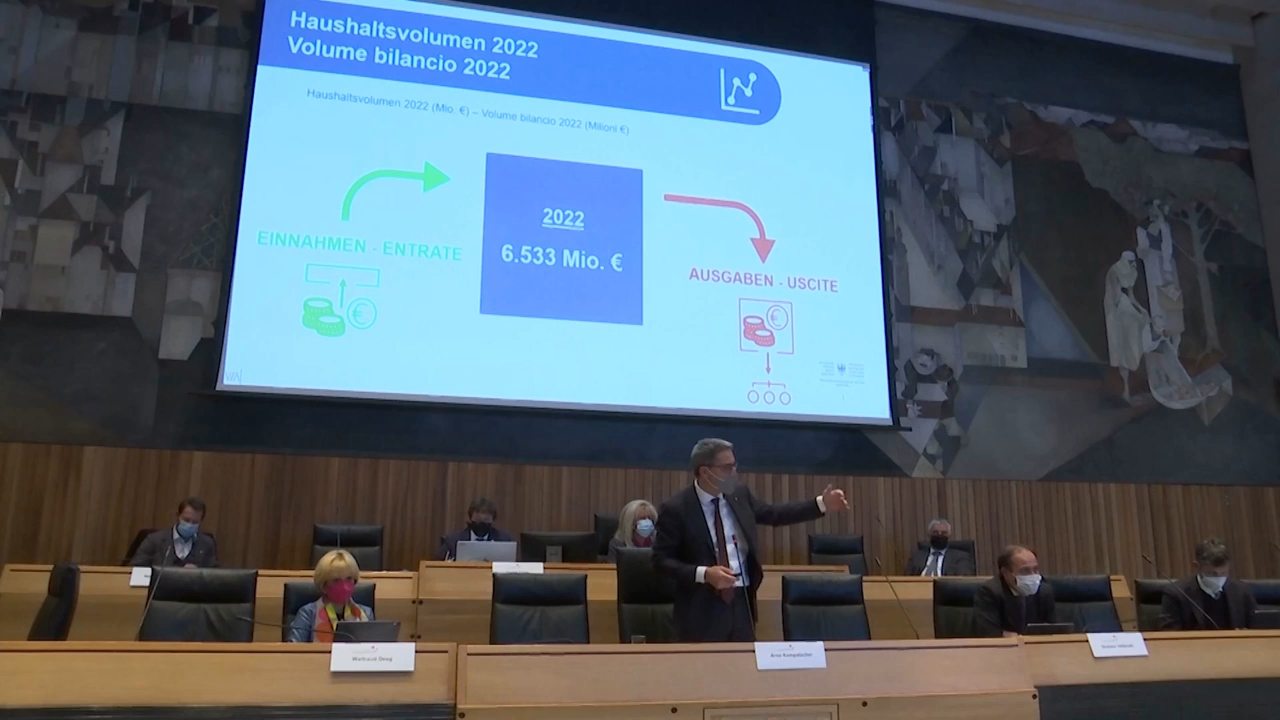 Haushaltsvolumen 2022
Volume bilancio 2022
Haushaltsvolumen 2022 (Mio. €) – Volume bilancio 2022 (Milioni €)
2022
6.533 Mio. €
EINNAHMEN - ENTRATE
€
AUSGABEN - USCITE
€
Waltraud Deeg
Arno Kompatscher